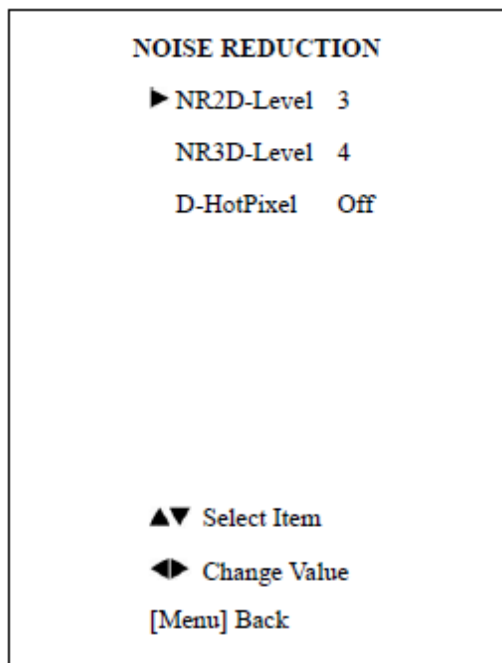 NOISE REDUCTION
▶ NR2D-Level 3
NR3D-Level 4
D-HotPixel Off
▲▼ Select Item
◀▶ Change Value
[Menu] Back